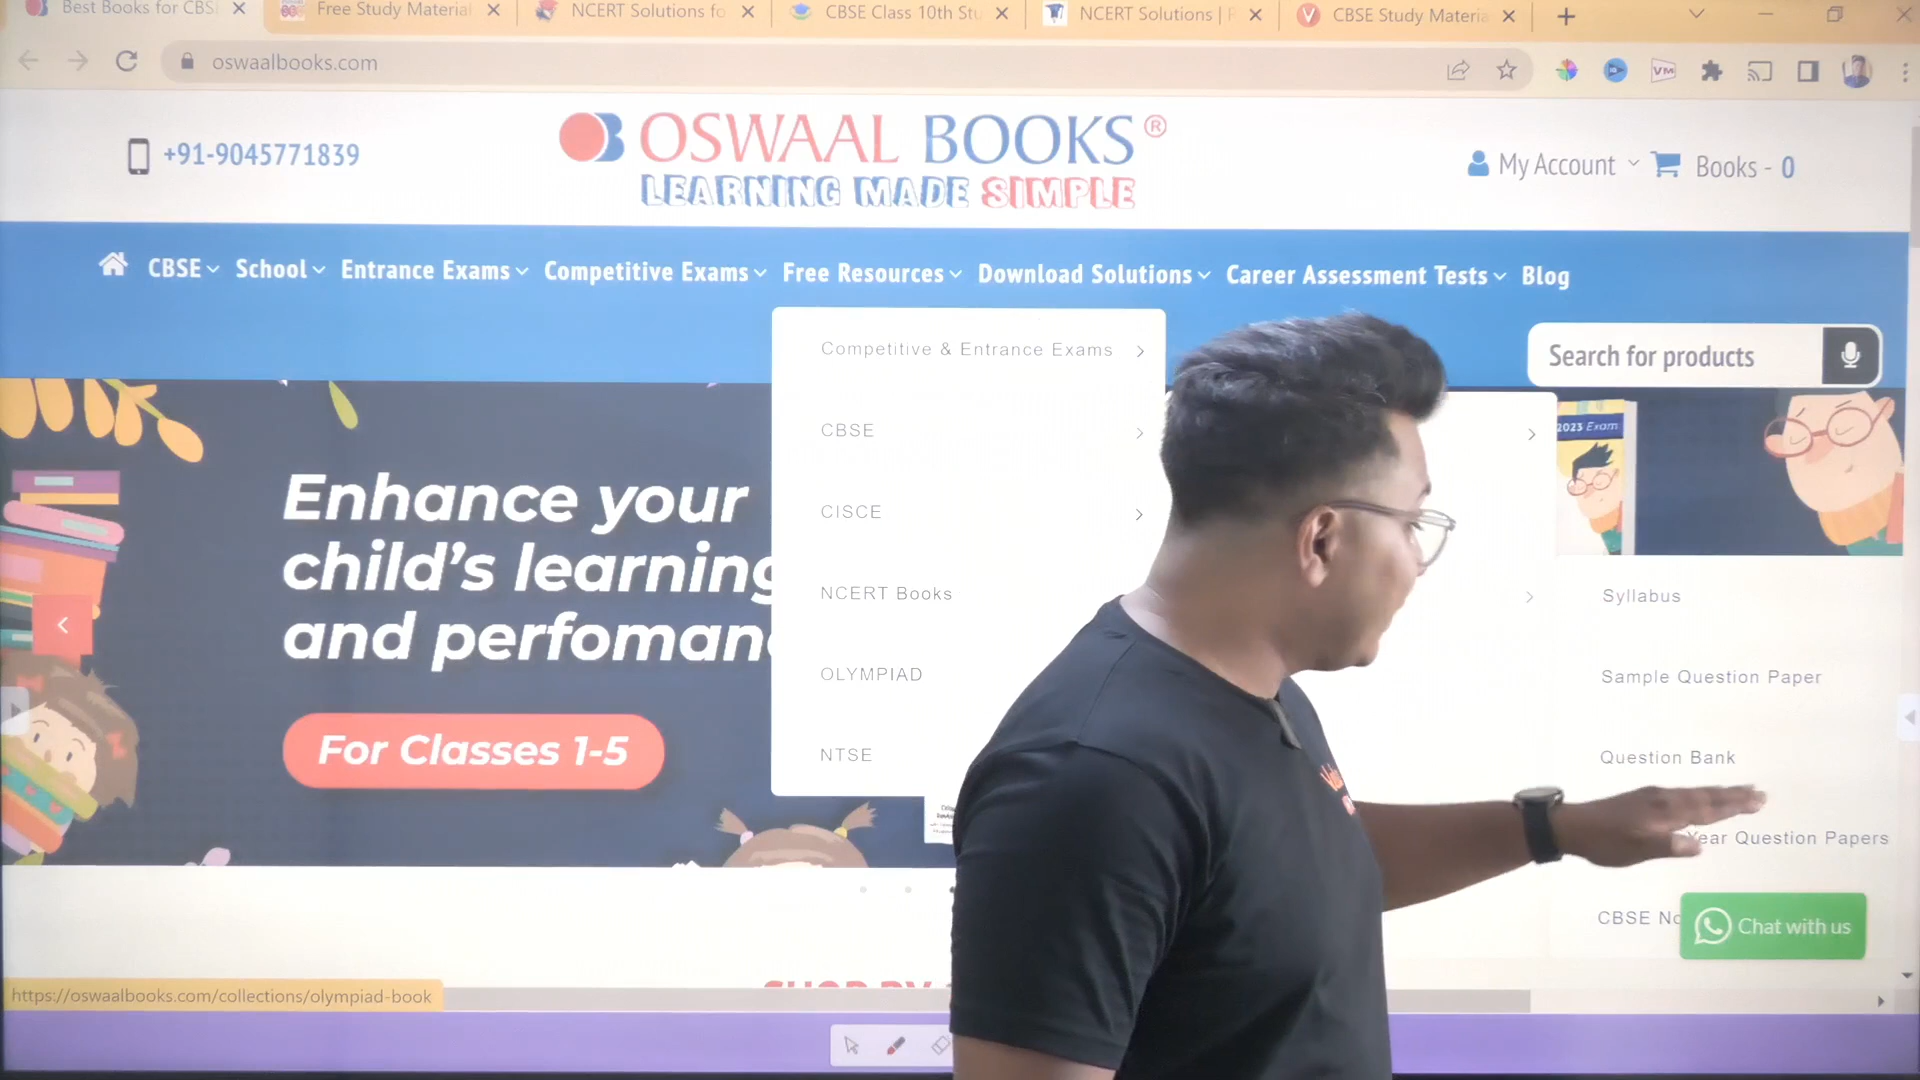 Best Books for CBS
Free Study Material
NCERT Solutions fo
CBSE Class 10th Stu
NCERT Solutions |
CBSE Study Materia
oswaalbooks.com
VM
+91-9045771839
OSWAAL BOOKS®
LEARNING MADE SIMPLE
My Account
Books - 0
CBSE School Entrance Exams Competitive Exams Free Resources Download Solutions Career Assessment Tests Blog
Search for products
Competitive & Entrance Exams
CBSE
CISCE
NCERT Books
OLYMPIAD
NTSE
2023 Exam
Enhance your
child's learning
and perfoman
For Classes 1-5
Syllabus
Sample Question Paper
Question Bank
Year Question Papers
CBSE No
Chat with us
https://oswaalbooks.com/collections/olympiad-book